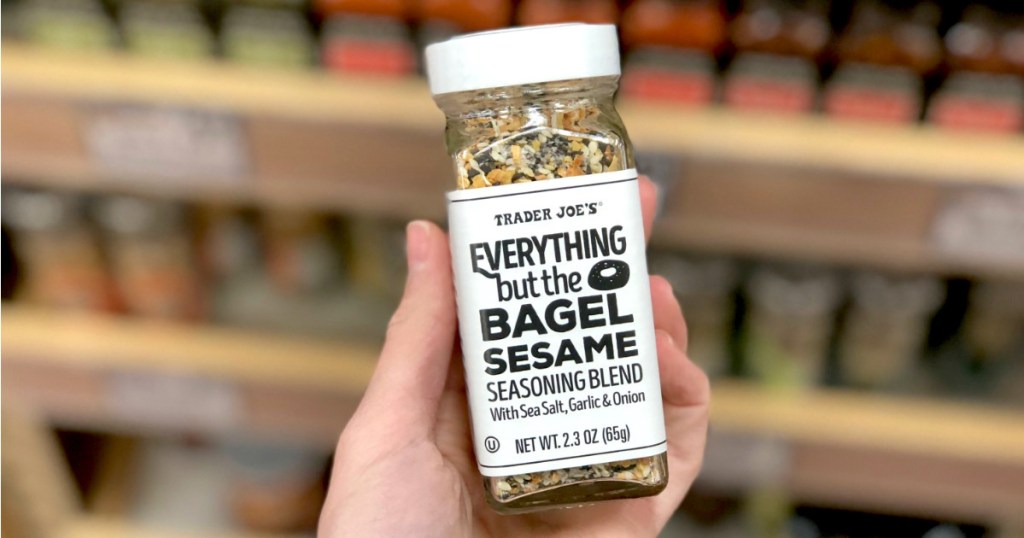 TRADER JOE'S®
EVERYTHING
but the
BAGEL
SESAME
SEASONING BLEND
With Sea Salt, Garlic & Onion
U
NET WT. 2.3 OZ (65g)